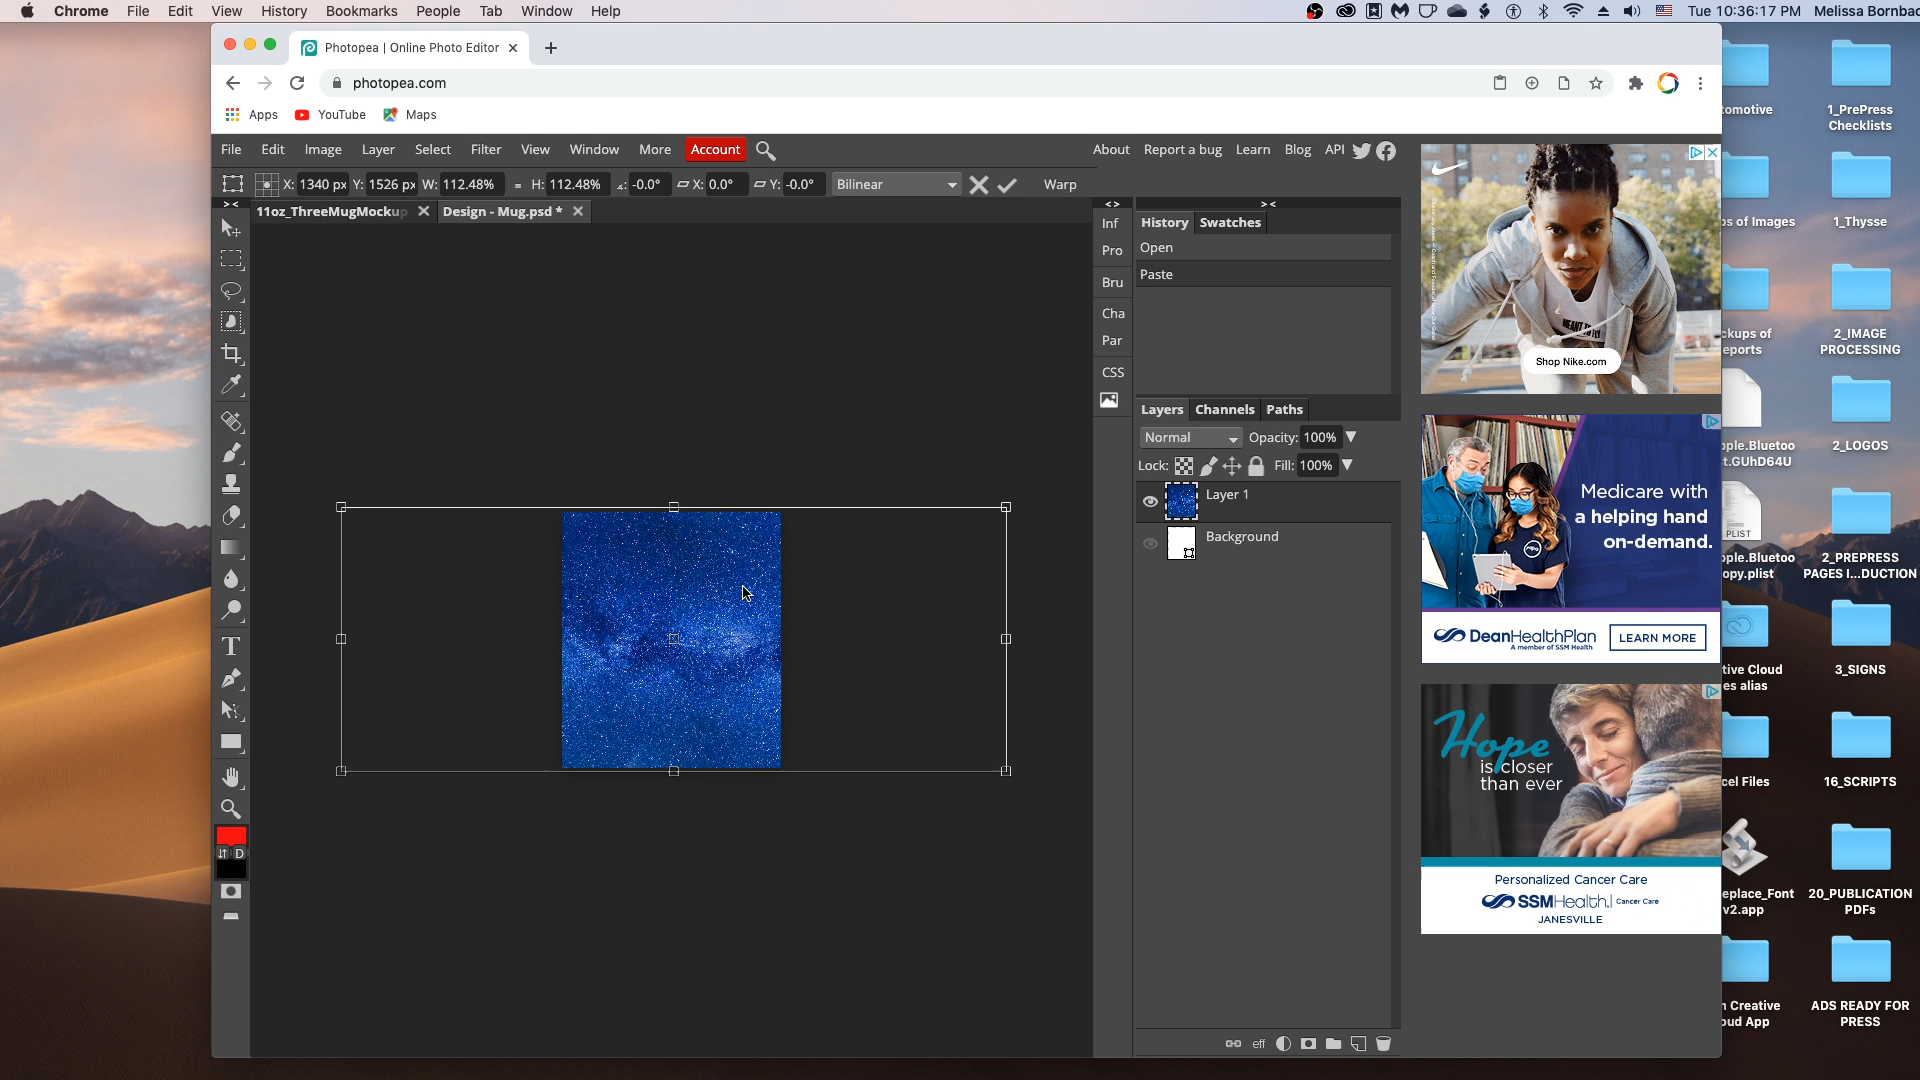 Chrome File Edit View History Bookmarks People Tab Window Help
Tue 10:36:17 PM Melissa Bornbac
Photopea | Online Photo Editor
photopea.com
Apps YouTube Maps
File Edit Image Layer Select Filter View Window More Account
About Report a bug Learn Blog API
X: 1340 px Y: 1526 px W: 112.48% = H: 112.48% -0.0° X: 0.0° Y: -0.0° Bilinear Warp
11oz_ThreeMugMockup Design - Mug.psd *
> <
< >
> <
Inf
Pro
Bru
Cha
Par
CSS
History Swatches
Open
Paste
Layers Channels Paths
Normal Opacity: 100%
Lock: Fill: 100%
Layer 1
Background
T
D
eff
Shop Nike.com
Medicare with
a helping hand
on-demand.
DeanHealthPlan
A member of SSM Health
LEARN MORE
Hope
is closer
than ever
Personalized Cancer Care
SSMHealth. Cancer Care
JANESVILLE
omotive
1_PrePress
Checklists
ps of Images
1_Thysse
ckups of
eports
2_IMAGE
PROCESSING
pple.Bluetoo
t.GUhD64U
2_LOGOS
PLIST
pple.Bluetoo
opy.plist
2_PREPRESS
PAGES I...DUCTION
tive Cloud
es alias
3_SIGNS
cel Files
16_SCRIPTS
eplace_Font
v2.app
20_PUBLICATION
PDFs
n Creative
oud App
ADS READY FOR
PRESS